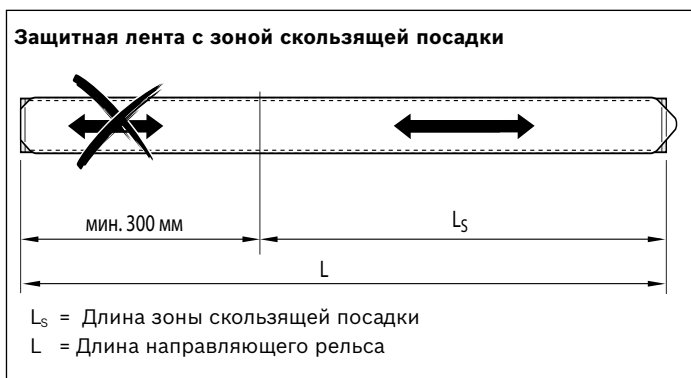 Защитная лента с зоной скользящей посадки
мин. 300 мм
LS
L
LS = Длина зоны скользящей посадки
L = Длина направляющего рельса